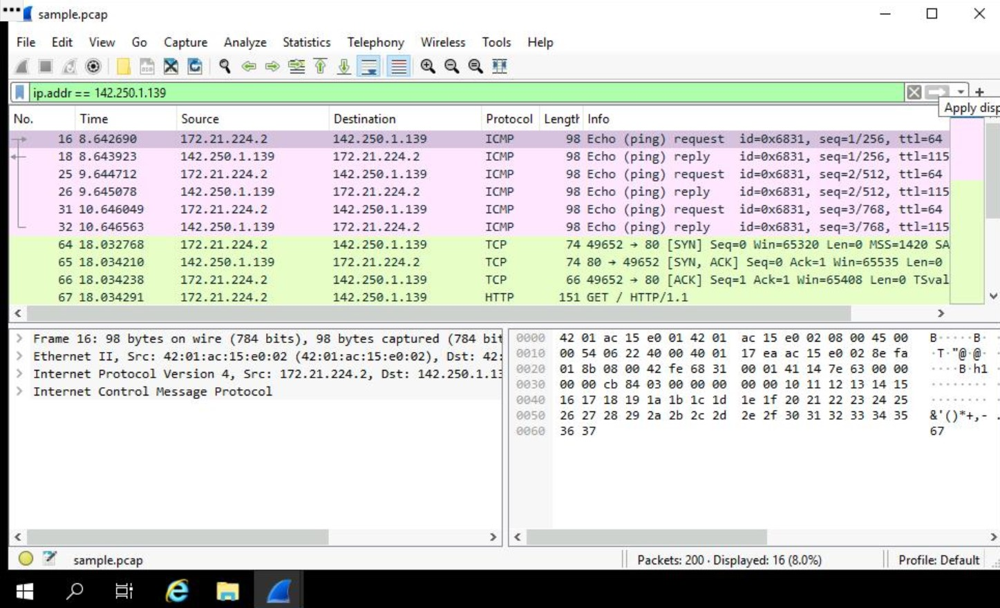 sample.pcap
File Edit View Go Capture Analyze Statistics Telephony Wireless Tools Help
ip.addr == 142.250.1.139
Apply disp
No. Time Source Destination Protocol Length Info
16 8.642690 172.21.224.2 142.250.1.139 ICMP 98 Echo (ping) request id=0x6831, seq=1/256, ttl=64
18 8.643923 142.250.1.139 172.21.224.2 ICMP 98 Echo (ping) reply id=0x6831, seq=1/256, ttl=115
25 9.644712 172.21.224.2 142.250.1.139 ICMP 98 Echo (ping) request id=0x6831, seq=2/512, ttl=64
26 9.645078 142.250.1.139 172.21.224.2 ICMP 98 Echo (ping) reply id=0x6831, seq=2/512, ttl=115
31 10.646049 172.21.224.2 142.250.1.139 ICMP 98 Echo (ping) request id=0x6831, seq=3/768, ttl=64
32 10.646563 142.250.1.139 172.21.224.2 ICMP 98 Echo (ping) reply id=0x6831, seq=3/768, ttl=115
64 18.032768 172.21.224.2 142.250.1.139 TCP 74 49652 → 80 [SYN] Seq=0 Win=65320 Len=0 MSS=1420 SA
65 18.034210 142.250.1.139 172.21.224.2 TCP 74 80 → 49652 [SYN, ACK] Seq=0 Ack=1 Win=65535 Len=0
66 18.034238 172.21.224.2 142.250.1.139 TCP 66 49652 → 80 [ACK] Seq=1 Ack=1 Win=65408 Len=0 TSval
67 18.034291 172.21.224.2 142.250.1.139 HTTP 151 GET / HTTP/1.1
Frame 16: 98 bytes on wire (784 bits), 98 bytes captured (784 bit
Ethernet II, Src: 42:01:ac:15:e0:02 (42:01:ac:15:e0:02), Dst: 42:
Internet Protocol Version 4, Src: 172.21.224.2, Dst: 142.250.1.13
Internet Control Message Protocol
0000 42 01 ac 15 e0 01 42 01 ac 15 e0 02 08 00 45 00 B·····B·
0010 00 54 06 22 40 00 40 01 17 ea ac 15 e0 02 8e fa ·T·"@·@·
0020 01 8b 08 00 42 fe 68 31 00 01 41 14 7e 63 00 00 ····B·h1
0030 00 00 cb 84 03 00 00 00 00 00 10 11 12 13 14 15 ········
0040 16 17 18 19 1a 1b 1c 1d 1e 1f 20 21 22 23 24 25 ········
0050 26 27 28 29 2a 2b 2c 2d 2e 2f 30 31 32 33 34 35 &'()*+,- .
0060 36 37 67
sample.pcap Packets: 200 · Displayed: 16 (8.0%) Profile: Default